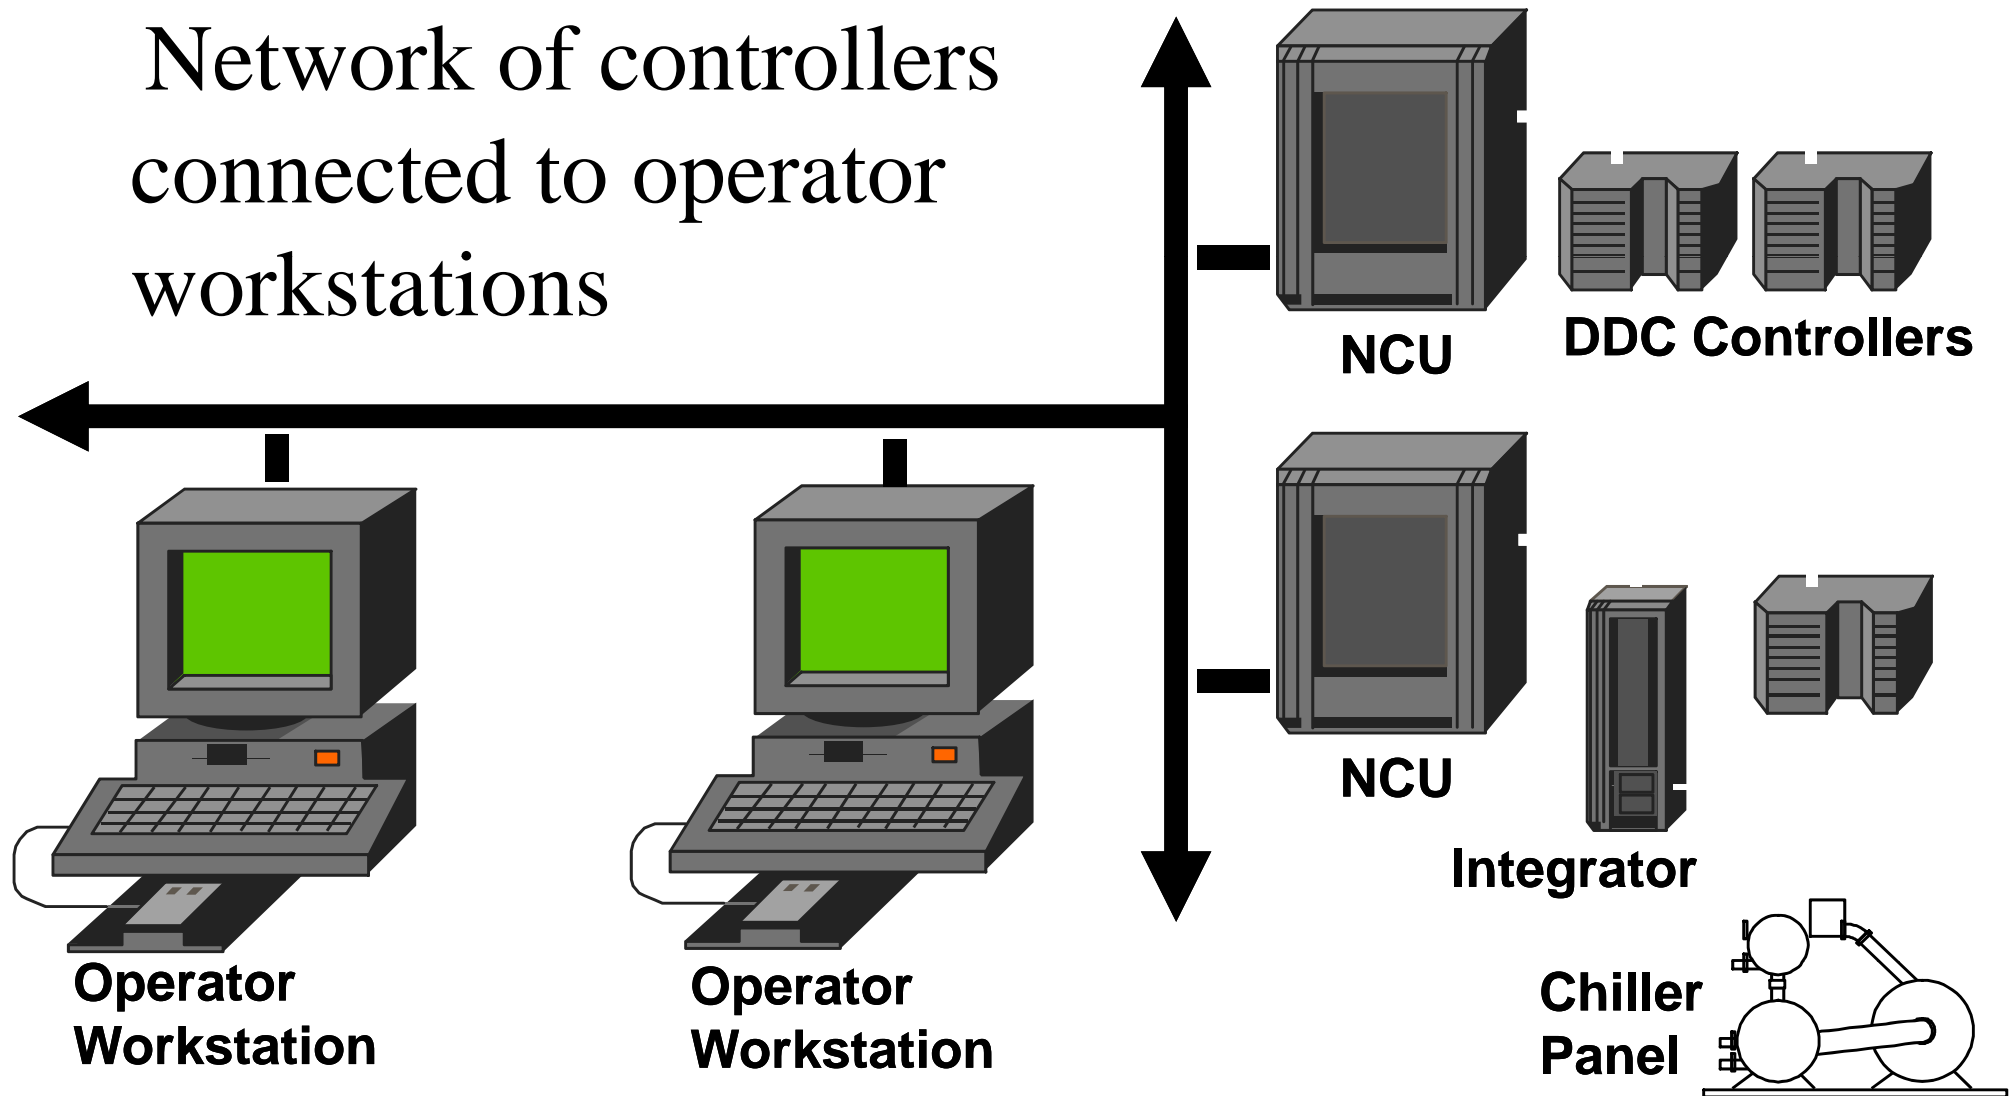 Network of controllers
connected to operator
workstations
NCU
DDC Controllers
NCU
Integrator
Operator
Workstation
Operator
Workstation
Chiller
Panel